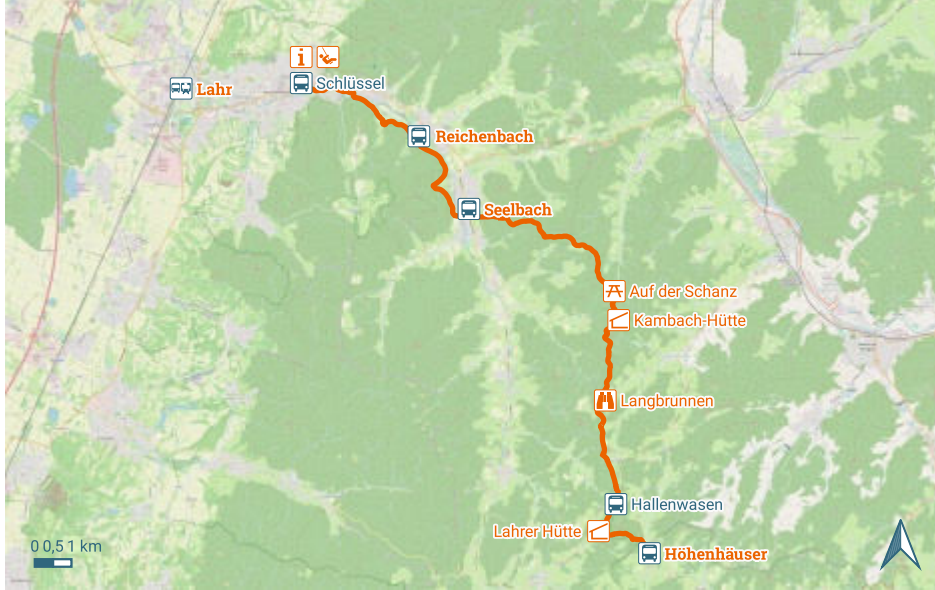 i
Schlüssel
Lahr
Reichenbach
Seelbach
Auf der Schanz
Kambach-Hütte
Langbrunnen
Hallenwasen
Lahrer Hütte
Höhenhäuser
0 0,5 1 km